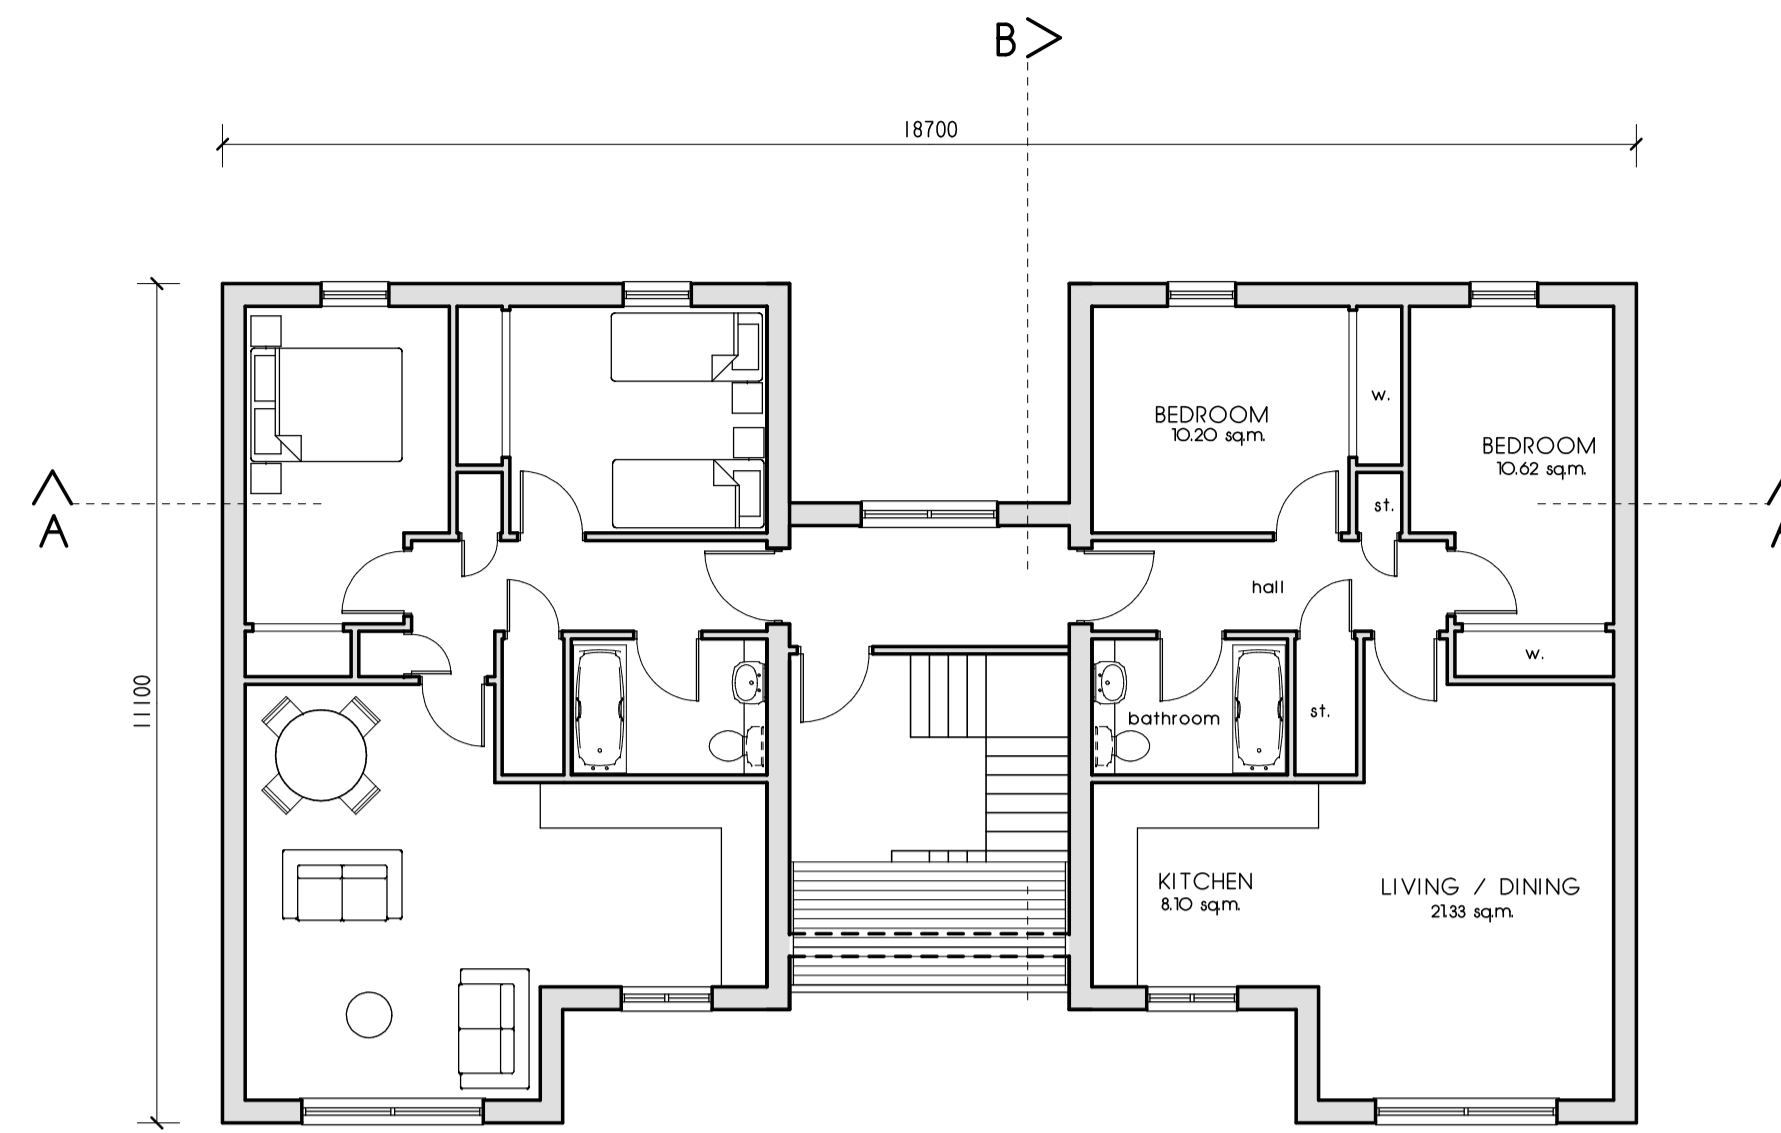 B
18700
BEDROOM
10.20 sq.m.
w.
BEDROOM
10.62 sq.m.
st.
A
hall
w.
11100
bathroom
st.
KITCHEN
8.10 sq.m.
LIVING / DINING
21.33 sq.m.